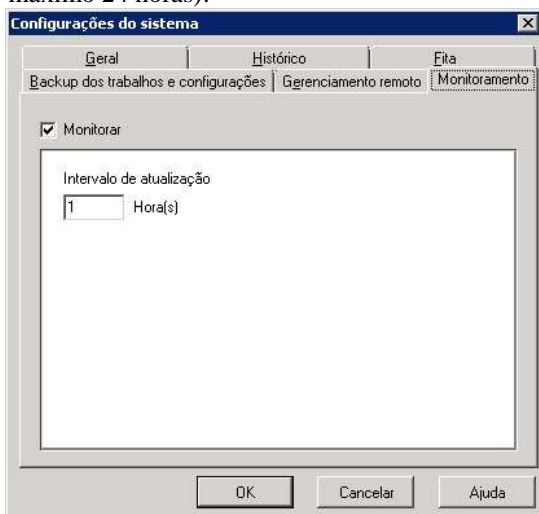 máximo 24 horas).
Configurações do sistema
Geral Histórico Fita
Backup dos trabalhos e configurações Gerenciamento remoto Monitoramento
Monitorar
Intervalo de atualização
1 Hora(s)
OK Cancelar Ajuda